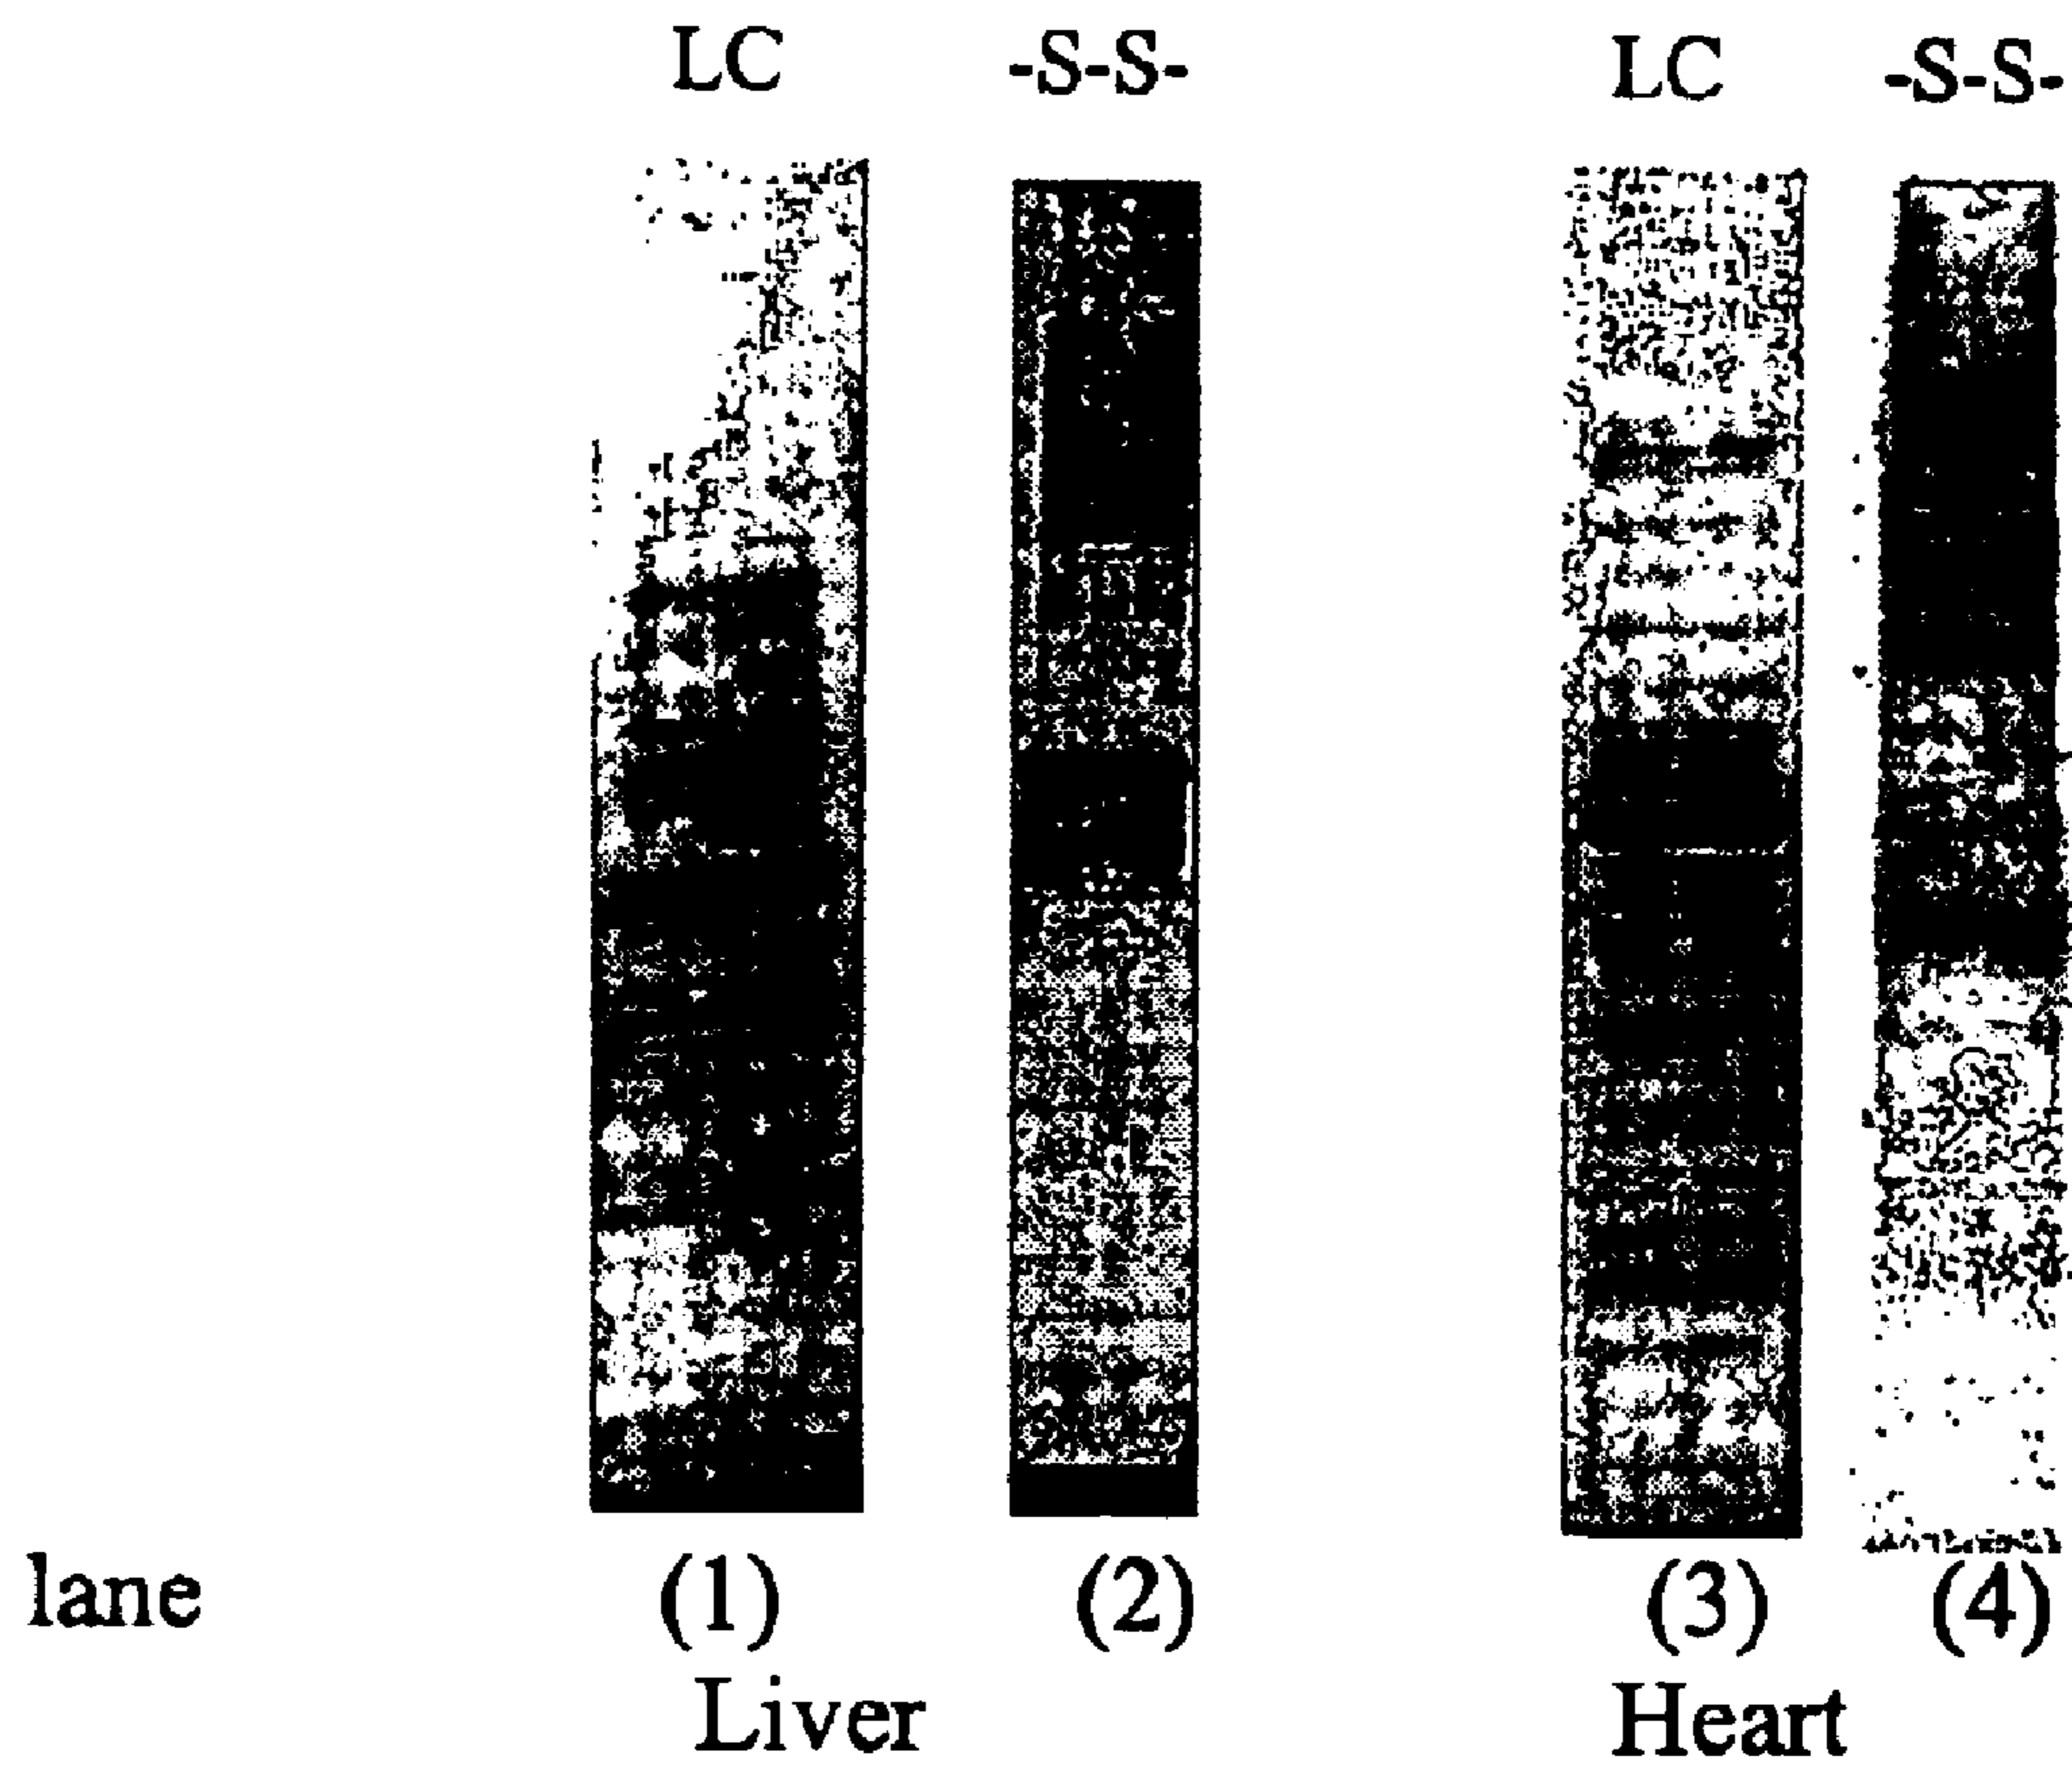 LC -S-S- LC -S-S-
lane (1) (2) (3) (4)
Liver Heart